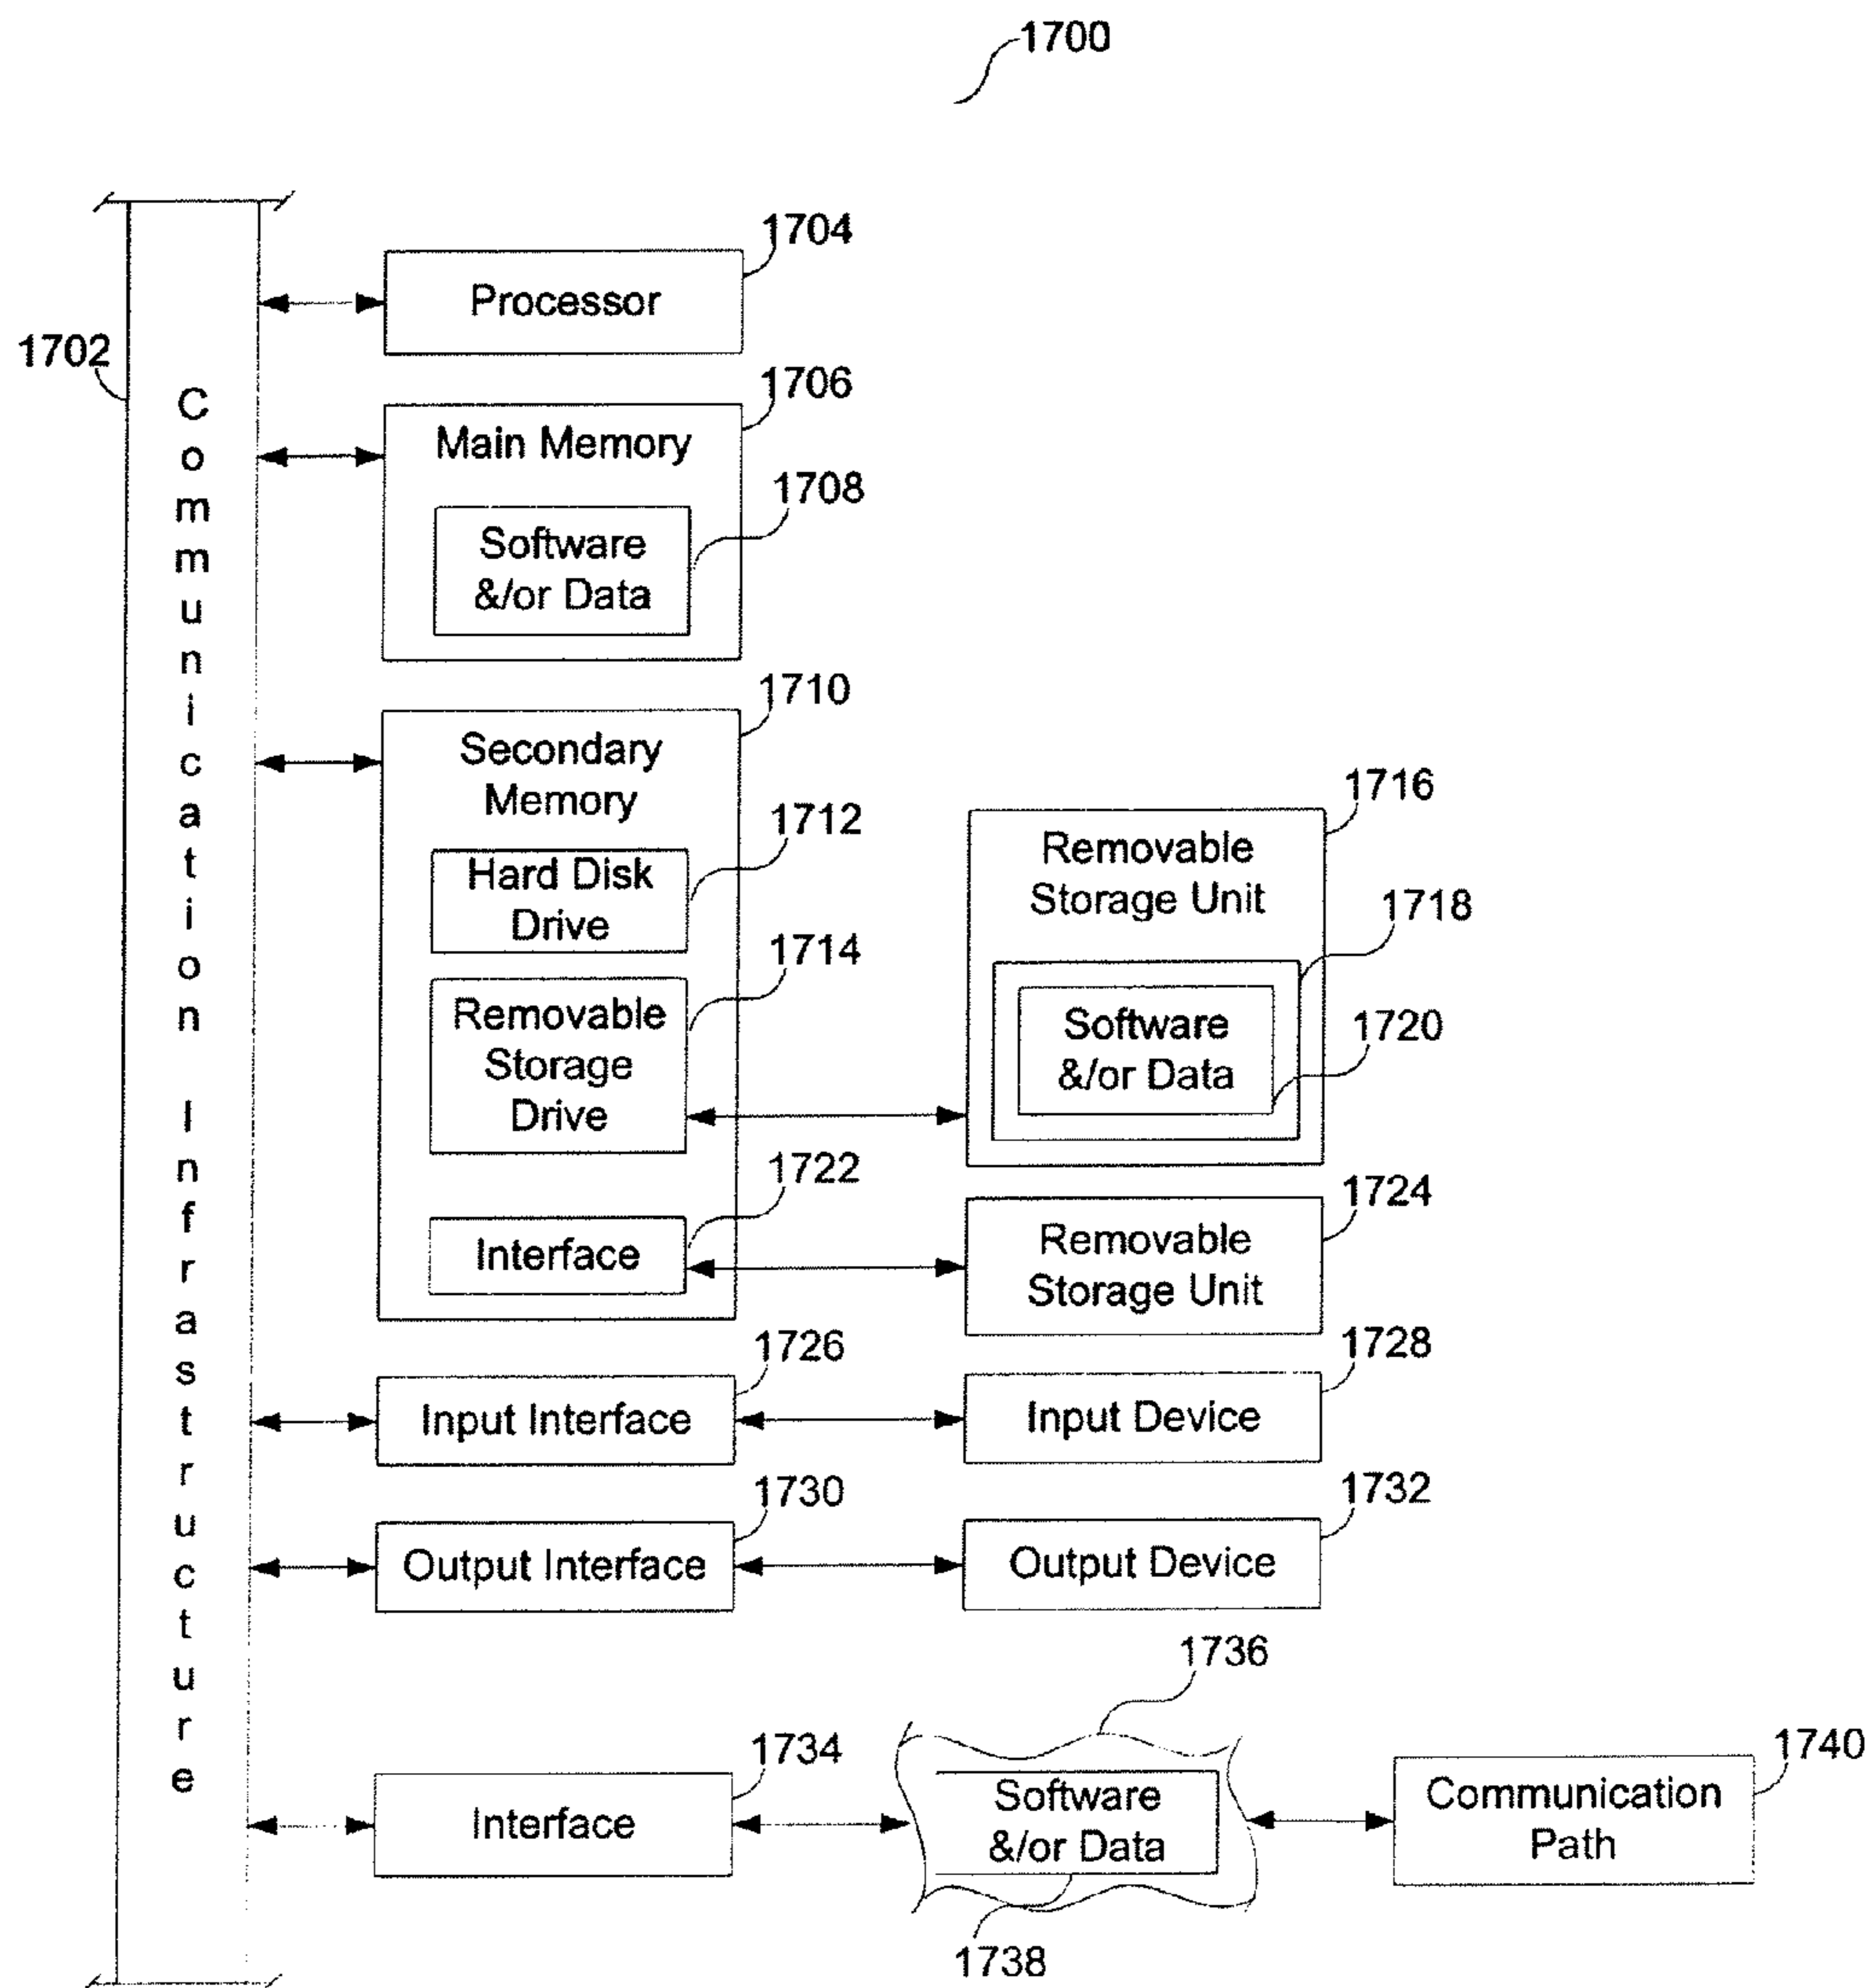 1700
1702
Communication Infrastructure
1704
Processor
1706
Main Memory
1708
Software
&/or Data
1710
Secondary
Memory
1712
Hard Disk
Drive
1714
Removable
Storage
Drive
1716
Removable
Storage Unit
1718
Software
&/or Data
1720
1722
Interface
1724
Removable
Storage Unit
1726
Input Interface
1728
Input Device
1730
Output Interface
1732
Output Device
1734
Interface
1736
Software
&/or Data
1738
1740
Communication
Path